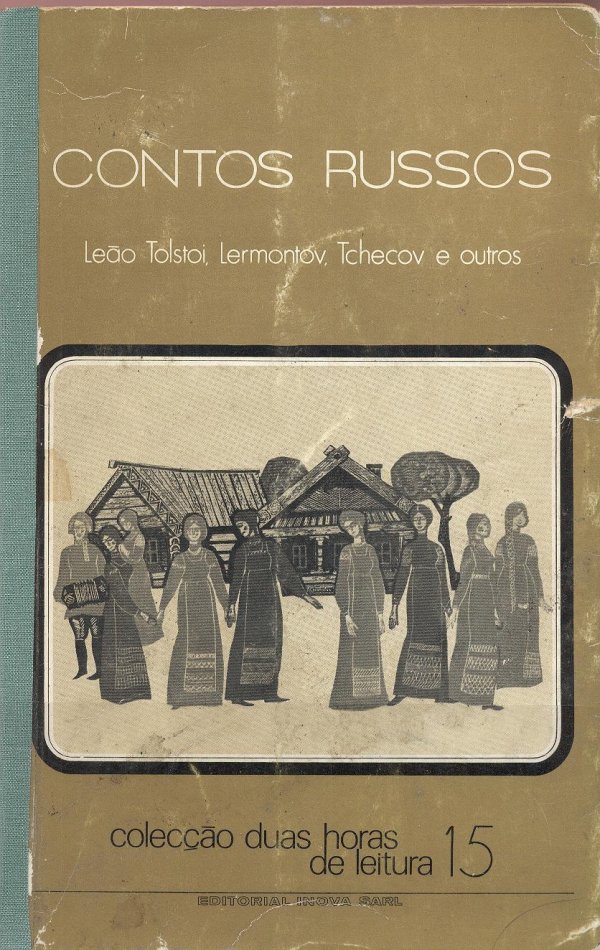 CONTOS RUSSOS
Leão Tolstoi, Lermontov, Tchecov e outros
colecção duas horas
de leitura 15
EDITORIAL INOVA SARL